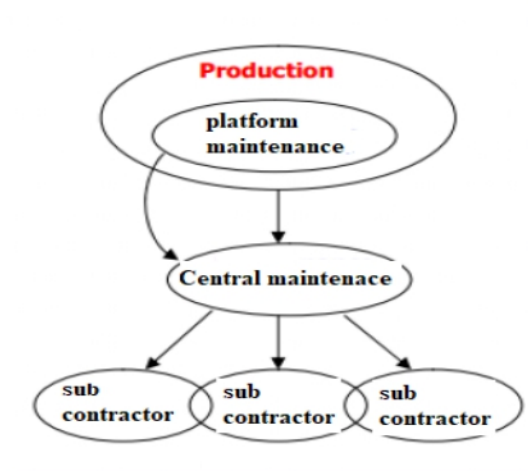 Production
platform
maintenance
Central maintenace
sub
contractor
sub
contractor
sub
contractor